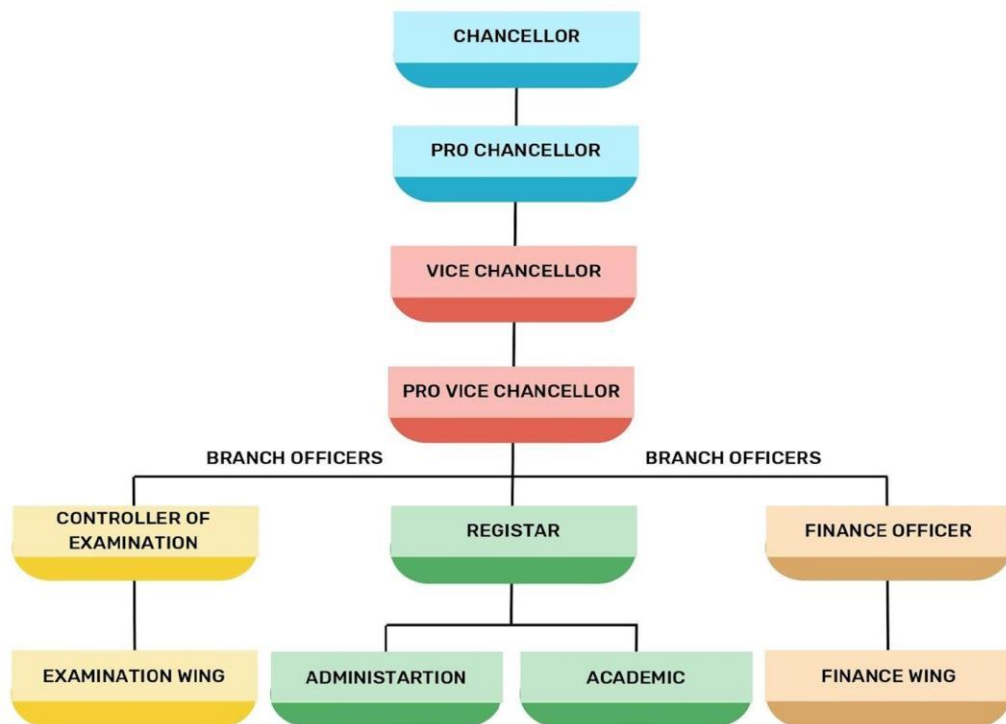 CHANCELLOR
PRO CHANCELLOR
VICE CHANCELLOR
PRO VICE CHANCELLOR
BRANCH OFFICERS
BRANCH OFFICERS
CONTROLLER OF
EXAMINATION
REGISTAR
FINANCE OFFICER
EXAMINATION WING
ADMINISTARTION
ACADEMIC
FINANCE WING